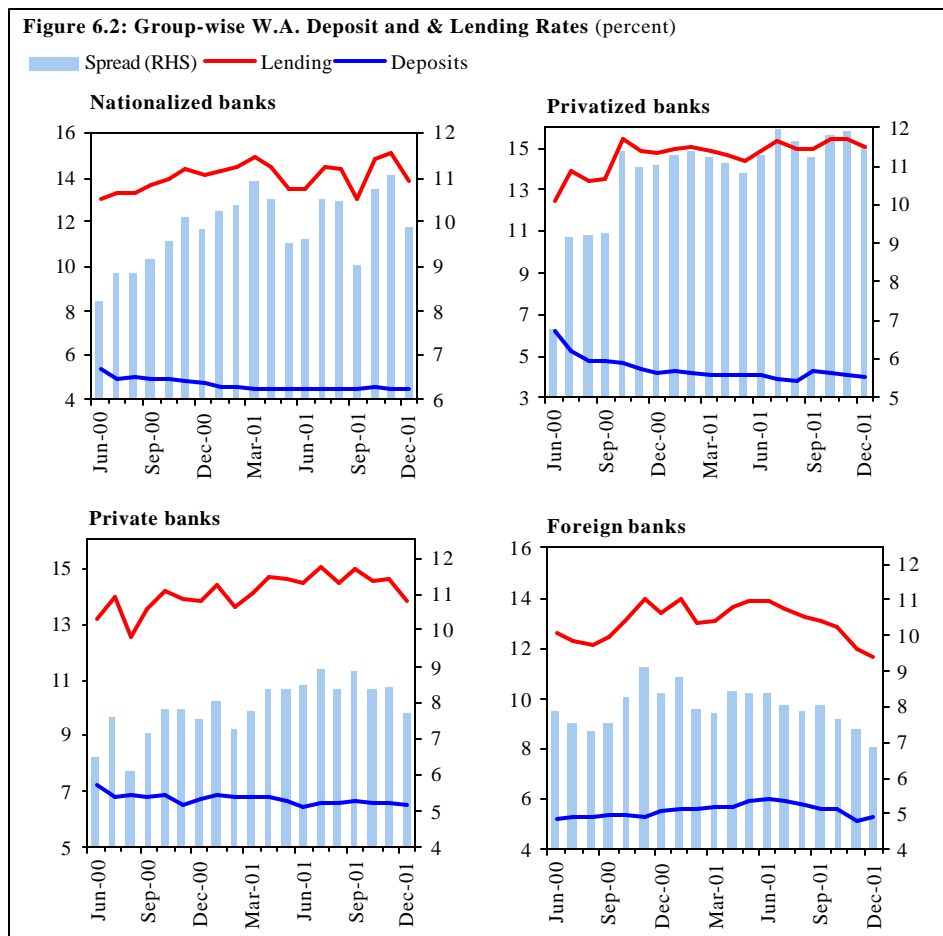 Figure 6.2: Group-wise W.A. Deposit and & Lending Rates (percent)
Spread (RHS) Lending Deposits
Nationalized banks
16
14
12
10
8
6
4
12
11
10
9
8
7
6
Jun-00
Sep-00
Dec-00
Mar-01
Jun-01
Sep-01
Dec-01
Privatized banks
15
13
11
9
7
5
3
12
11
10
9
8
7
6
5
Jun-00
Sep-00
Dec-00
Mar-01
Jun-01
Sep-01
Dec-01
Private banks
15
13
11
9
7
5
12
11
10
9
8
7
6
5
4
Jun-00
Sep-00
Dec-00
Mar-01
Jun-01
Sep-01
Dec-01
Foreign banks
16
14
12
10
8
6
4
12
11
10
9
8
7
6
5
4
Jun-00
Sep-00
Dec-00
Mar-01
Jun-01
Sep-01
Dec-01